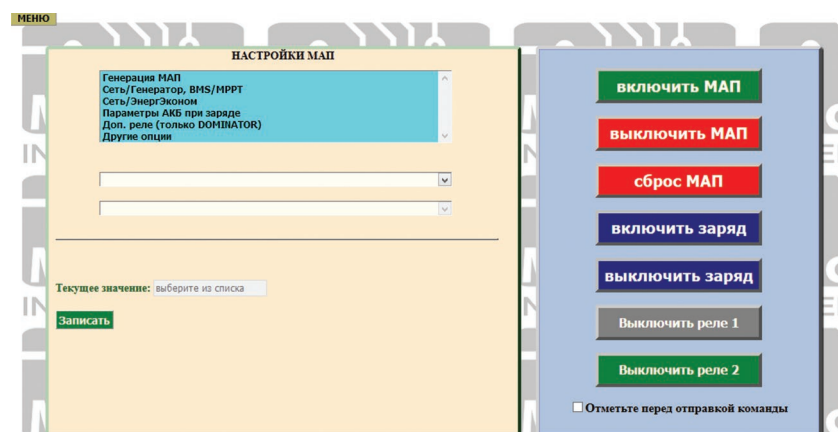 МЕНЮ
НАСТРОЙКИ МАП
Генерация МАП
Сеть/Генератор, BMS/MPPT
Сеть/ЭнергЭконом
Параметры АКБ при заряде
Доп. реле (только DOMINATOR)
Другие опции
Текущее значение: выберите из списка
Записать
включить МАП
выключить МАП
сброс МАП
включить заряд
выключить заряд
Выключить реле 1
Выключить реле 2
Отметьте перед отправкой команды